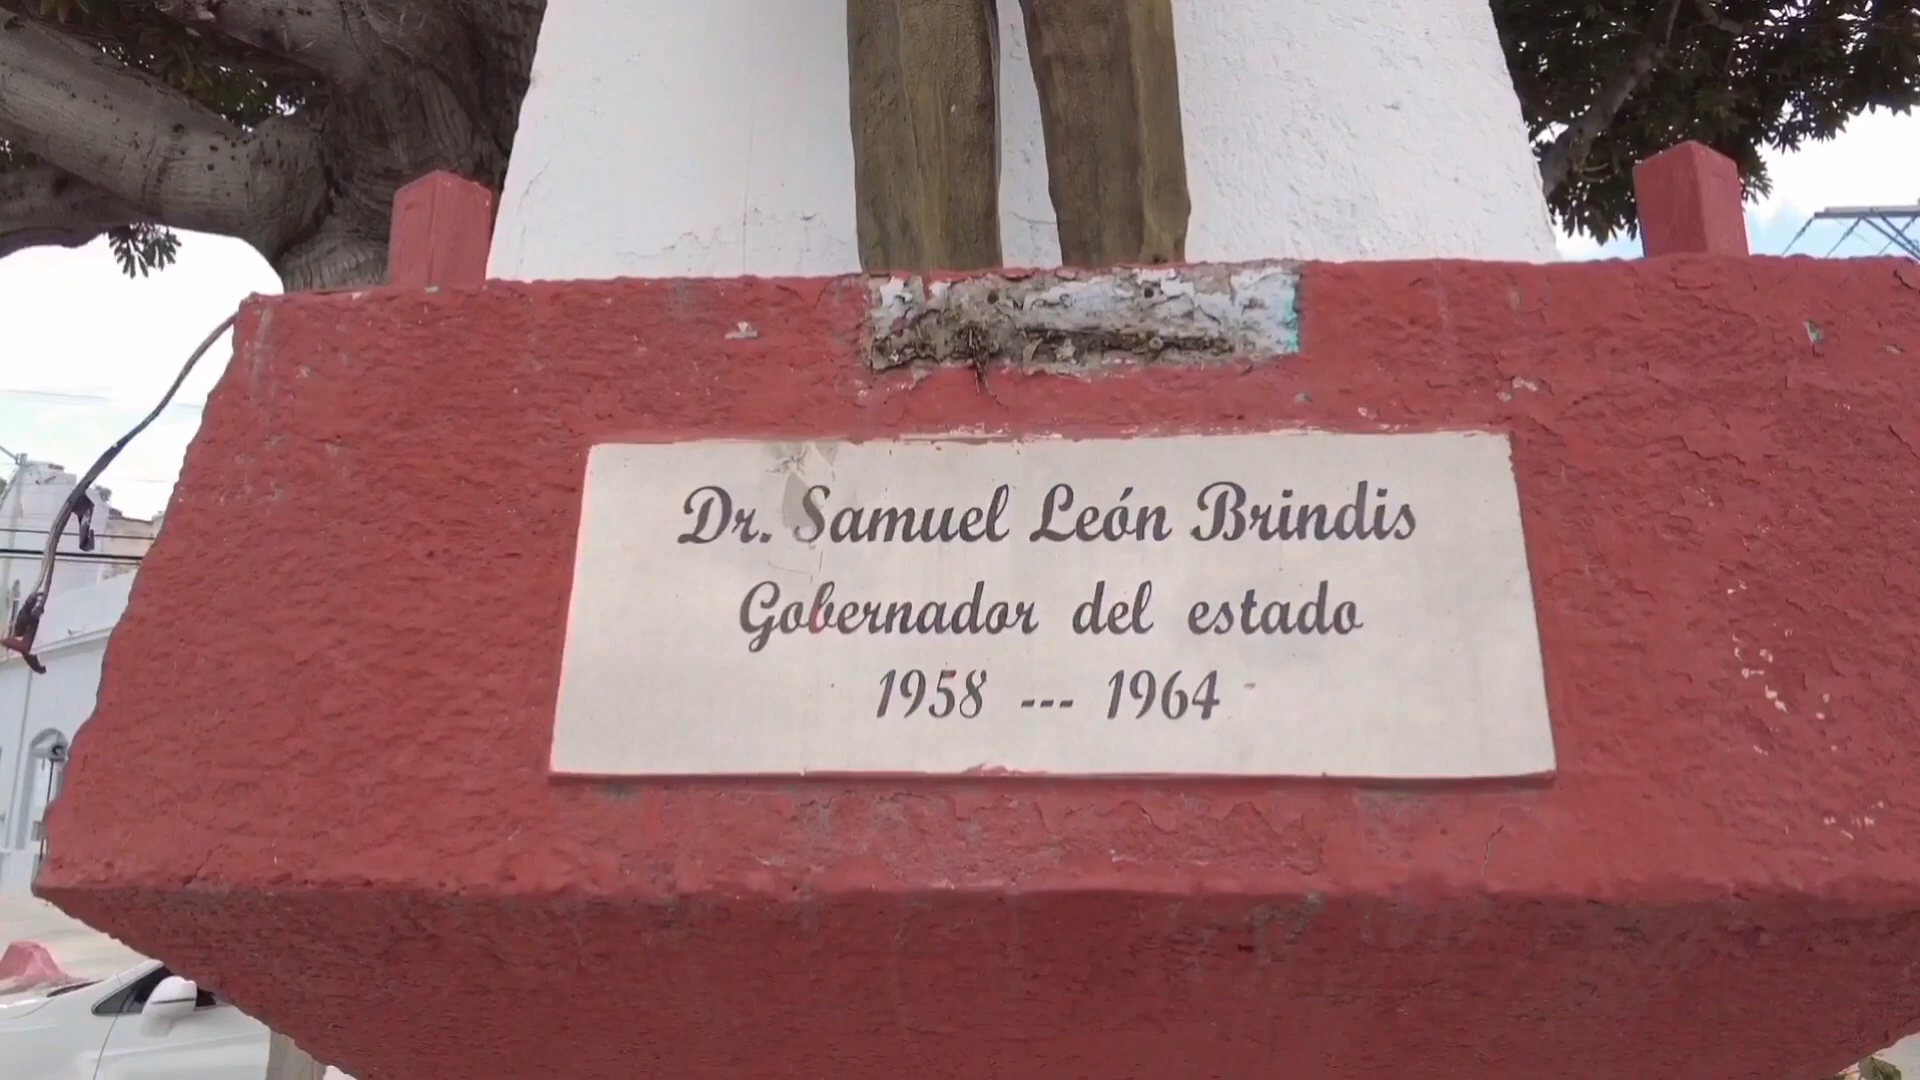 Dr. Samuel León Brindis
Gobernador del estado
1958 --- 1964